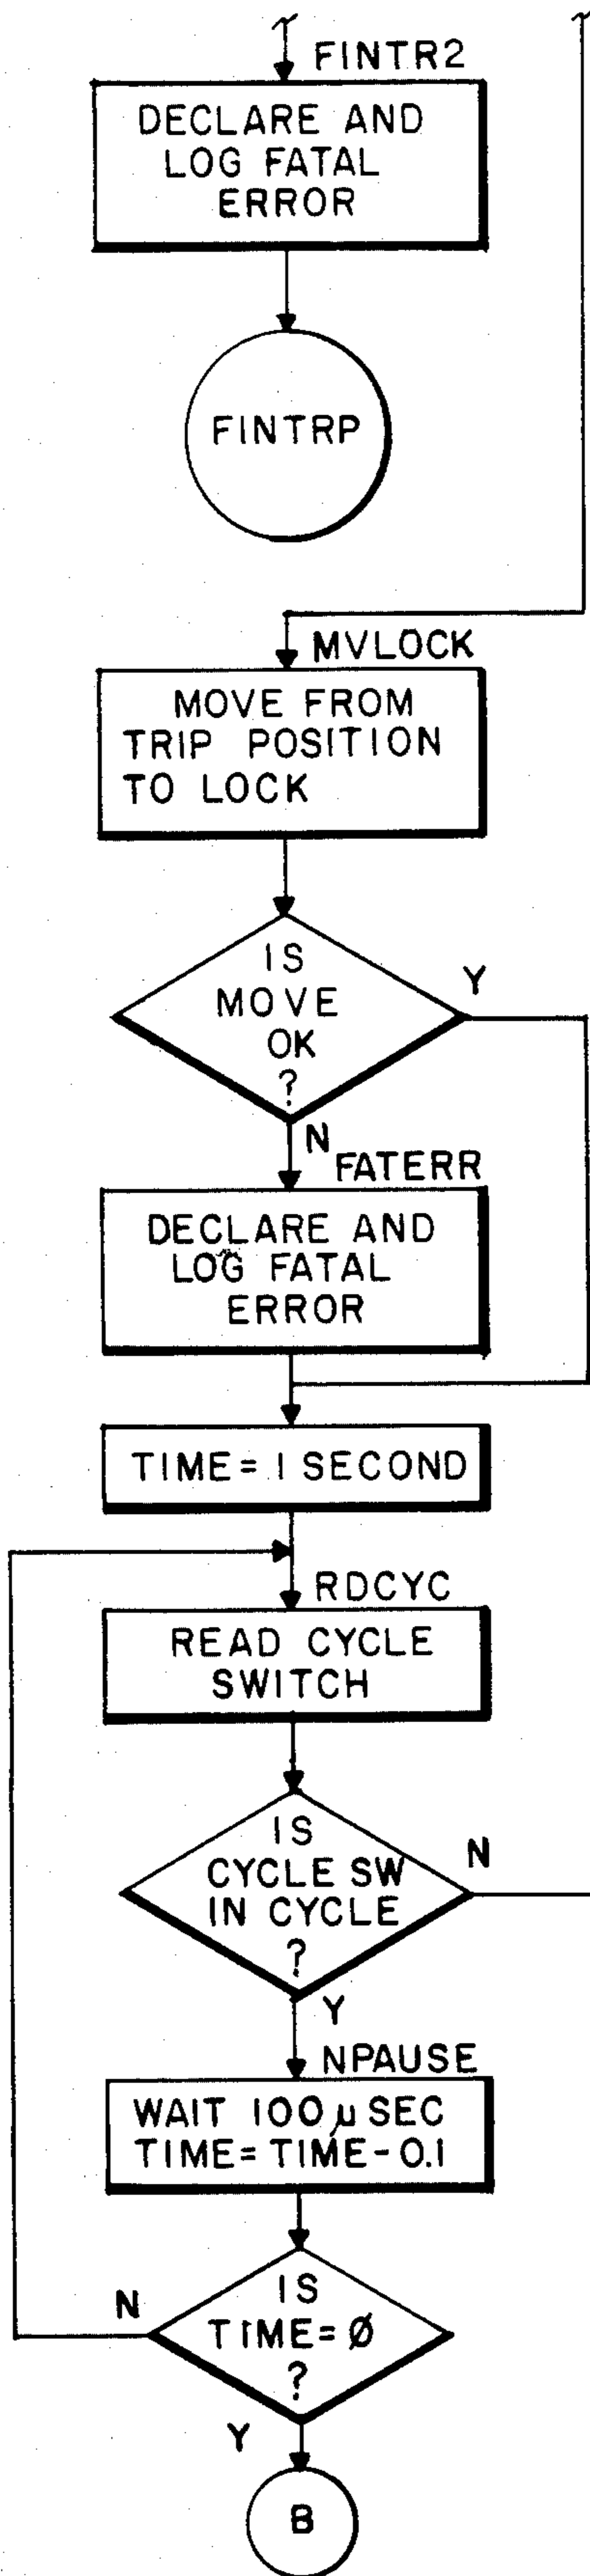 FINTR2
DECLARE AND
LOG FATAL
ERROR
FINTRP
MVLOCK
MOVE FROM
TRIP POSITION
TO LOCK
IS
MOVE
OK
?
Y
N
FATERR
DECLARE AND
LOG FATAL
ERROR
TIME = 1 SECOND
RDCYC
READ CYCLE
SWITCH
IS
CYCLE SW
IN CYCLE
?
N
Y
NPAUSE
WAIT 100 μ SEC
TIME = TIME - 0.1
IS
TIME = Ø
?
N
Y
B